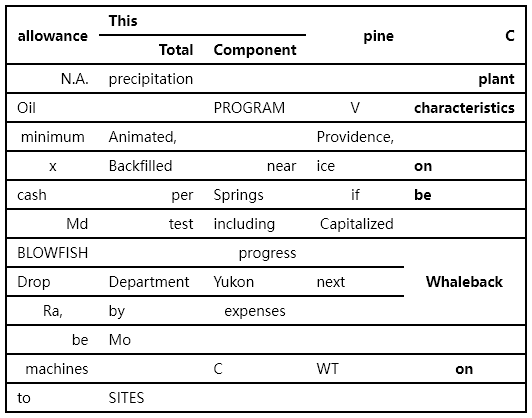 allowance This pine C
Total Component
N.A. precipitation plant
Oil PROGRAM V characteristics
minimum Animated, Providence,
x Backfilled near ice on
cash per Springs if be
Md test including Capitalized
BLOWFISH progress
Drop Department Yukon next Whaleback
Ra, by expenses
be Mo
machines C WT on
to SITES